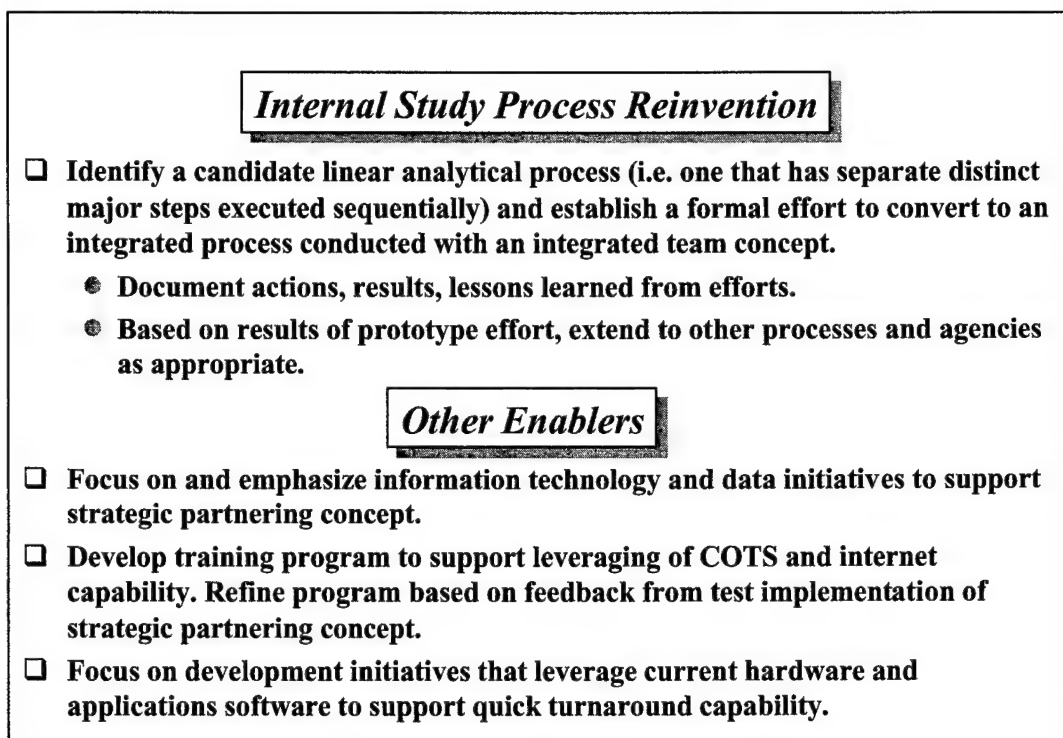 Internal Study Process Reinvention
❑ Identify a candidate linear analytical process (i.e. one that has separate distinct
major steps executed sequentially) and establish a formal effort to convert to an
integrated process conducted with an integrated team concept.
● Document actions, results, lessons learned from efforts.
● Based on results of prototype effort, extend to other processes and agencies
as appropriate.
Other Enablers
❑ Focus on and emphasize information technology and data initiatives to support
strategic partnering concept.
❑ Develop training program to support leveraging of COTS and internet
capability. Refine program based on feedback from test implementation of
strategic partnering concept.
❑ Focus on development initiatives that leverage current hardware and
applications software to support quick turnaround capability.